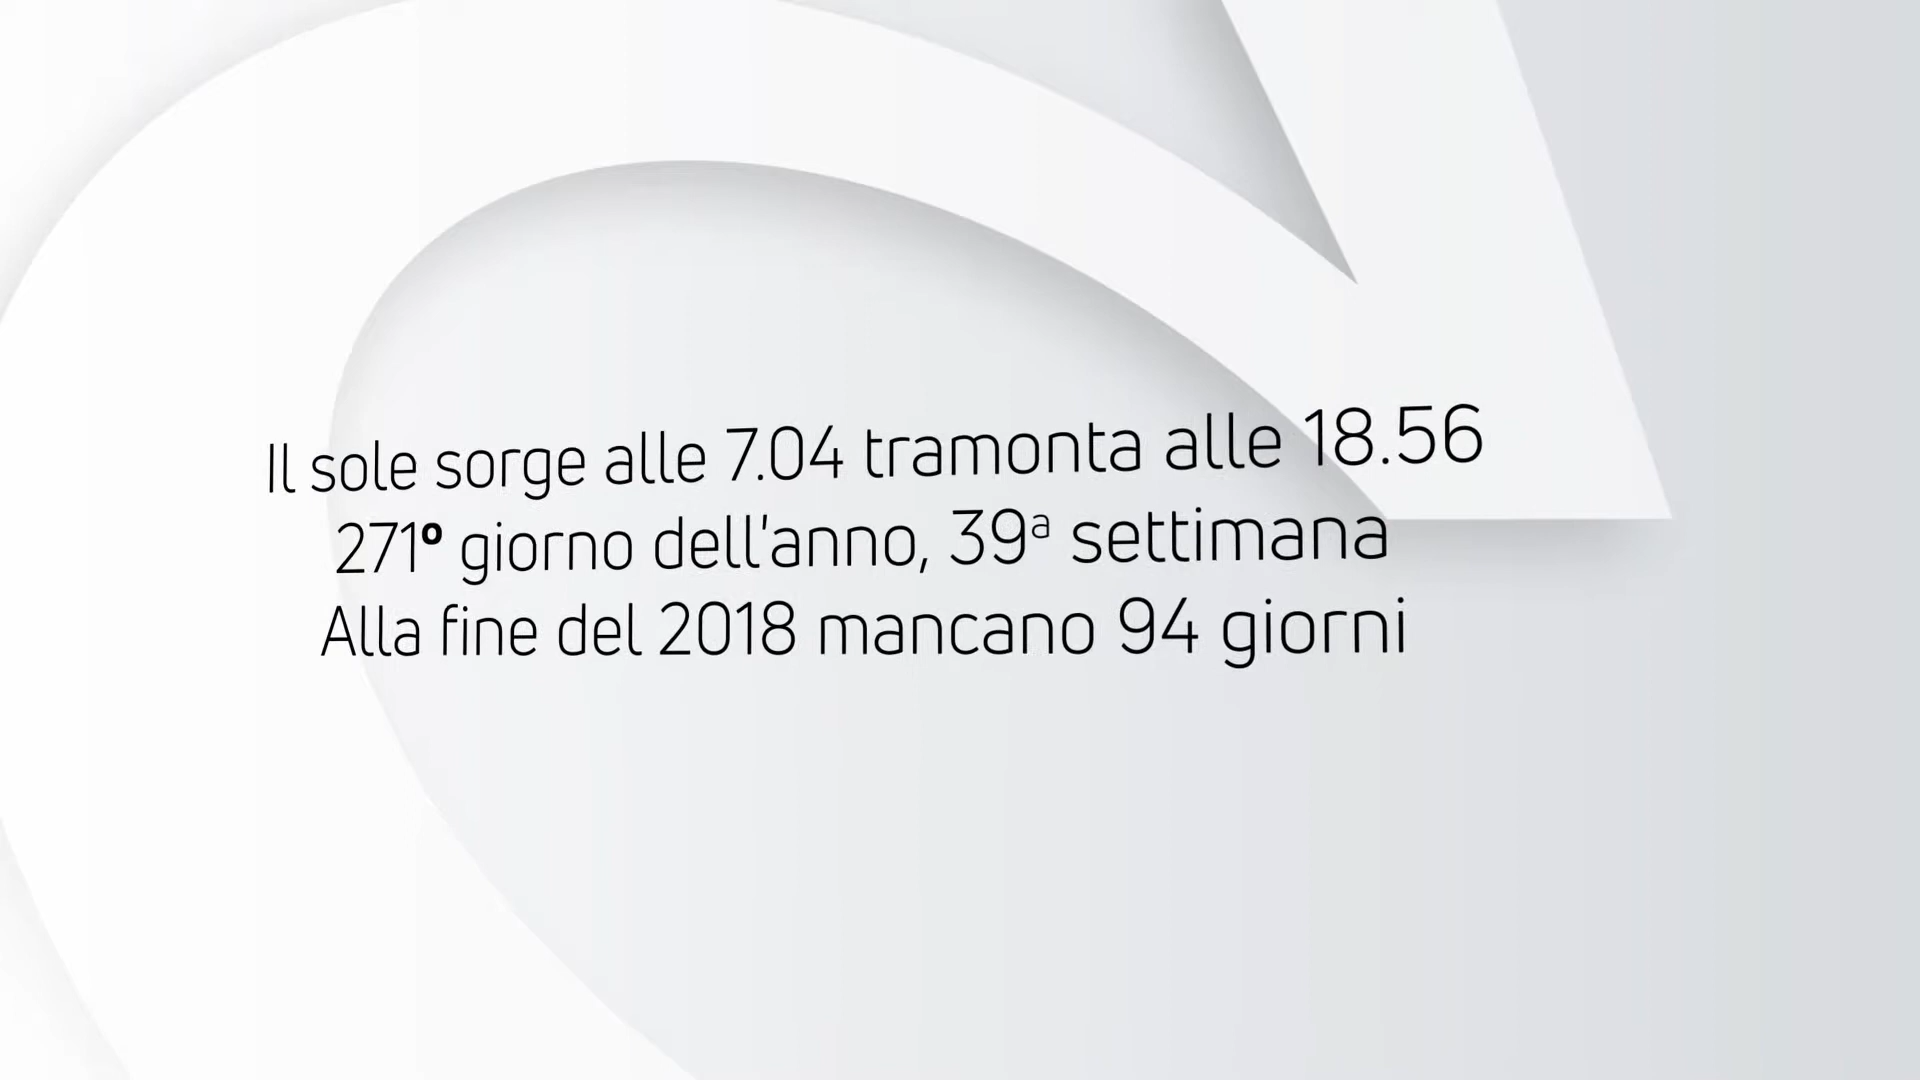 Il sole sorge alle 7.04 tramonta alle 18.56
271º giorno dell'anno, 39ª settimana
Alla fine del 2018 mancano 94 giorni